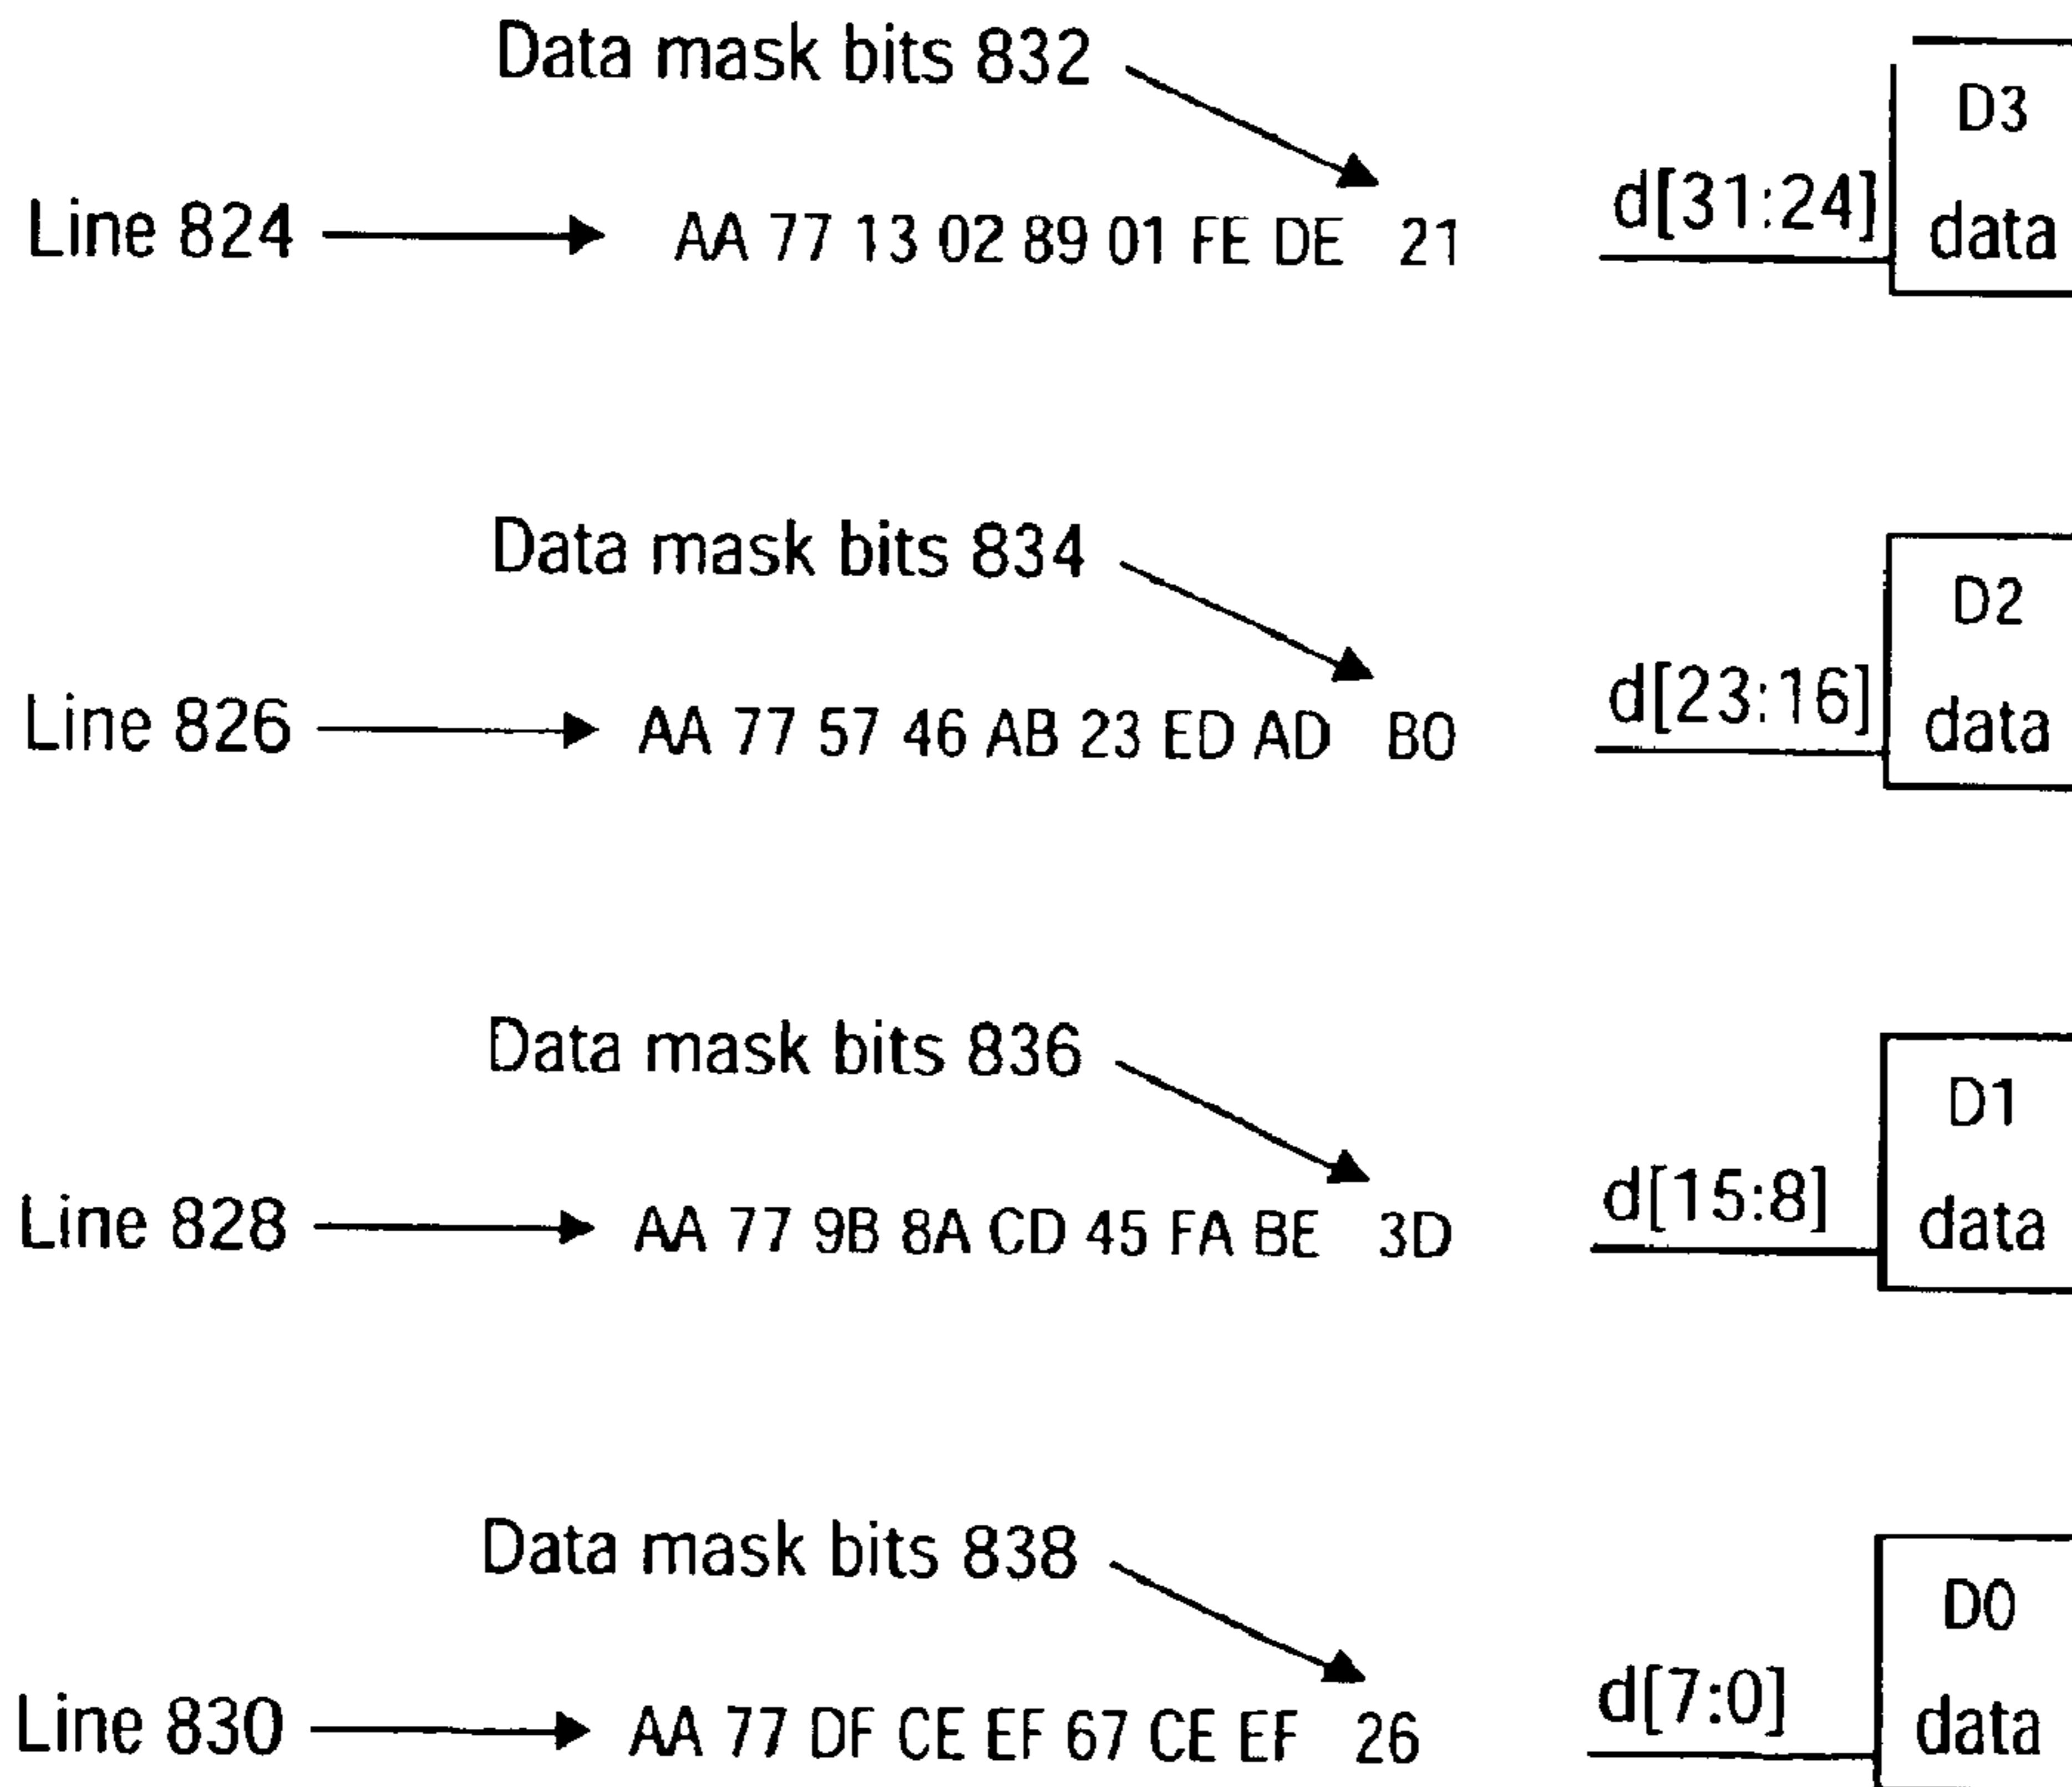 Data mask bits 832
D3
Line 824 AA 77 13 02 89 01 FE DE 21 d[31:24] data
Data mask bits 834
D2
Line 826 AA 77 57 46 AB 23 ED AD B0 d[23:16] data
Data mask bits 836
D1
Line 828 AA 77 9B 8A CD 45 FA BE 3D d[15:8] data
Data mask bits 838
D0
Line 830 AA 77 DF CE EF 67 CE EF 26 d[7:0] data